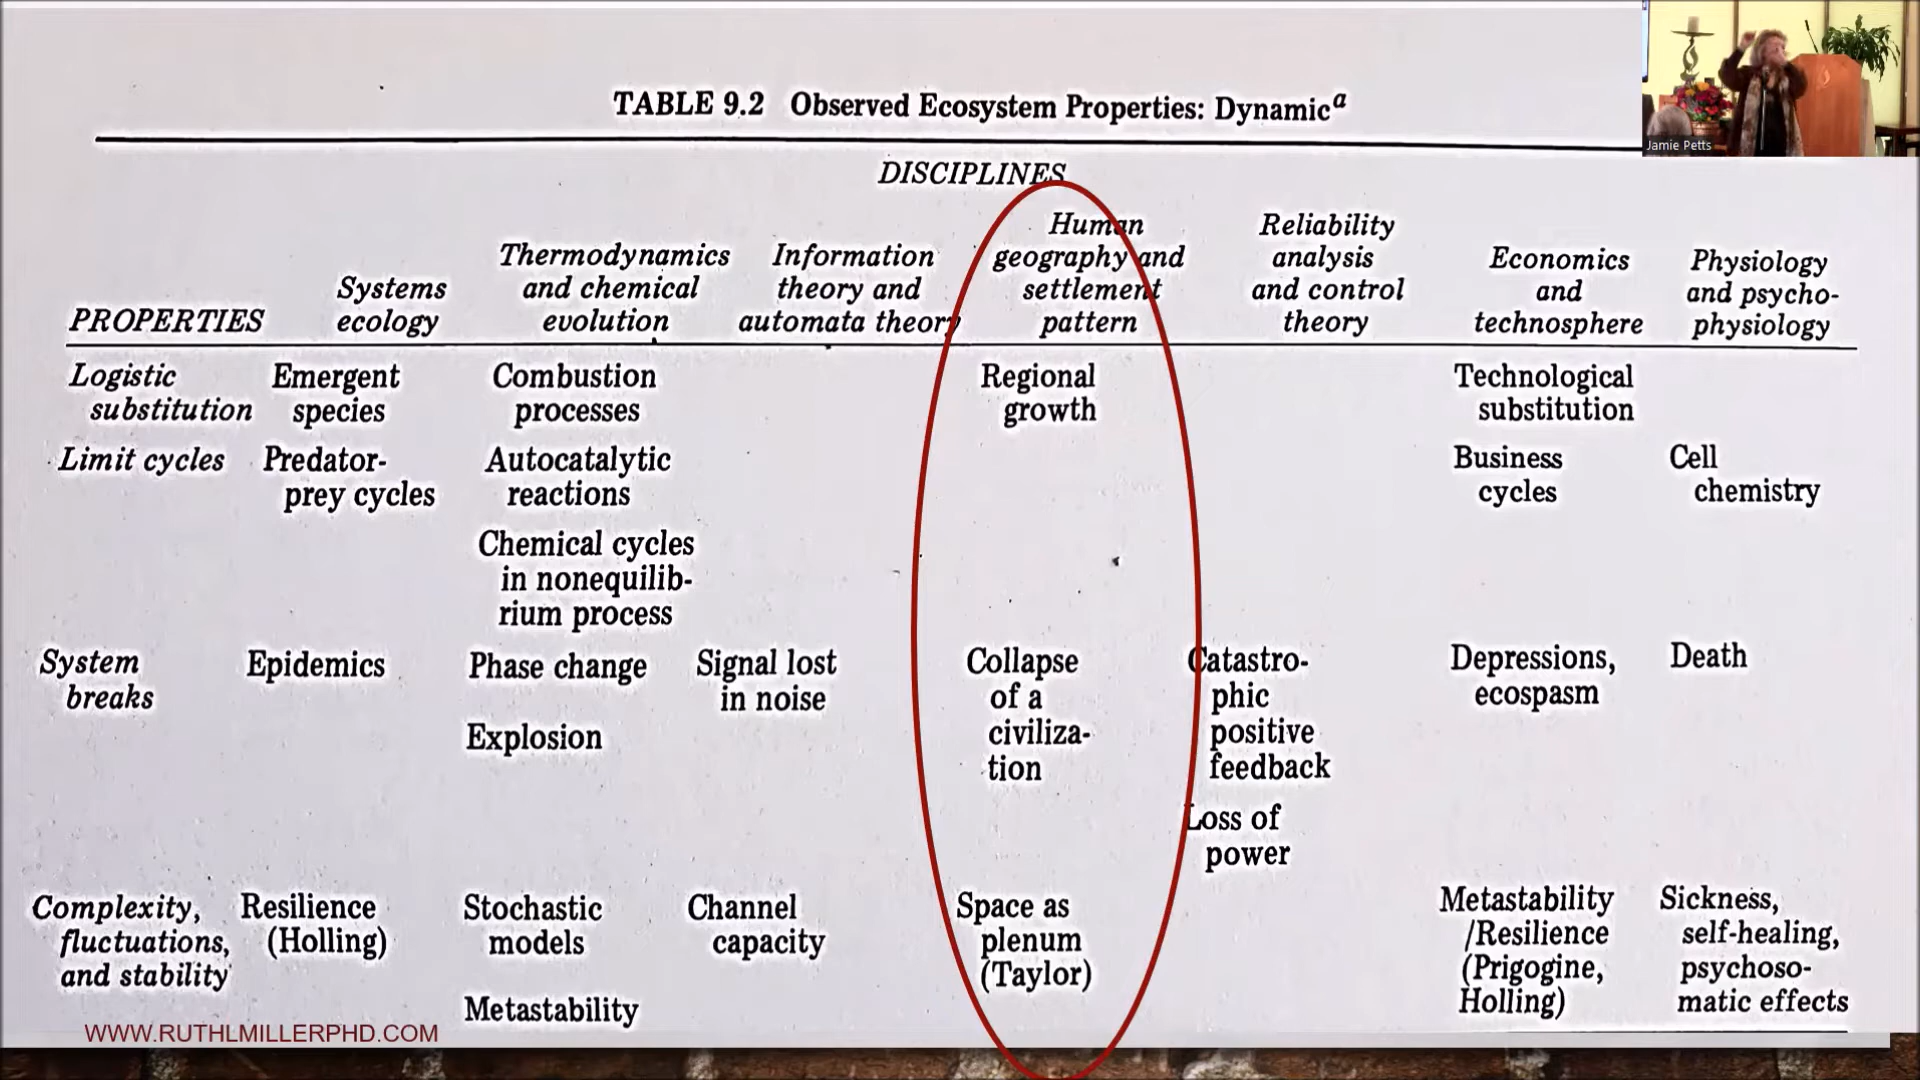 TABLE 9.2 Observed Ecosystem Properties: Dynamicᵃ
Jamie Petts
DISCIPLINES
PROPERTIES
Systems
ecology
Thermodynamics
and chemical
evolution
Information
theory and
automata theory
Human
geography and
settlement
pattern
Reliability
analysis
and control
theory
Economics
and
technosphere
Physiology
and psycho-
physiology
Logistic
substitution
Emergent
species
Combustion
processes
Regional
growth
Technological
substitution
Limit cycles
Predator-
prey cycles
Autocatalytic
reactions
Chemical cycles
in nonequilib-
rium process
Business
cycles
Cell
chemistry
System
breaks
Epidemics
Phase change
Explosion
Signal lost
in noise
Collapse
of a
civiliza-
tion
Catastro-
phic
positive
feedback
Loss of
power
Depressions,
ecospasm
Death
Complexity,
fluctuations,
and stability
Resilience
(Holling)
Stochastic
models
Metastability
Channel
capacity
Space as
plenum
(Taylor)
Metastability
/Resilience
(Prigogine,
Holling)
Sickness,
self-healing,
psychoso-
matic effects
WWW.RUTHLMILLERPHD.COM